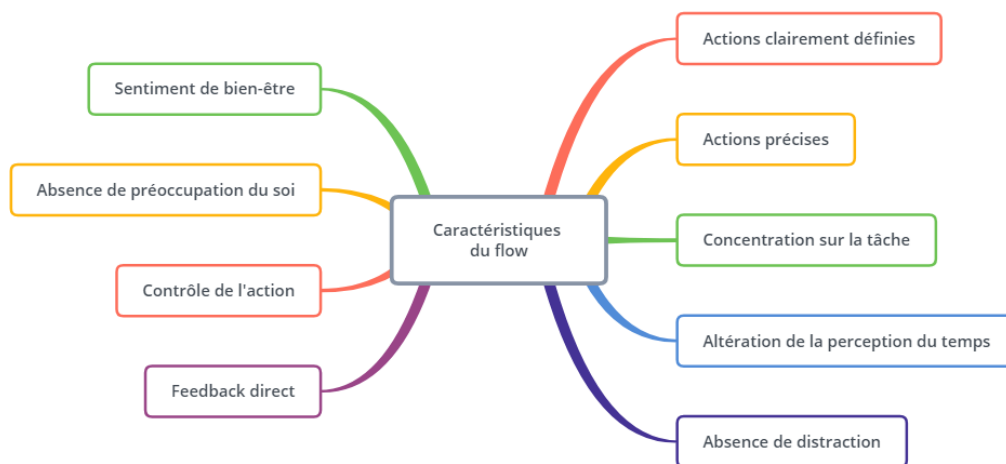 Caractéristiques
du flow
Actions clairement définies
Actions précises
Concentration sur la tâche
Altération de la perception du temps
Absence de distraction
Sentiment de bien-être
Absence de préoccupation du soi
Contrôle de l'action
Feedback direct